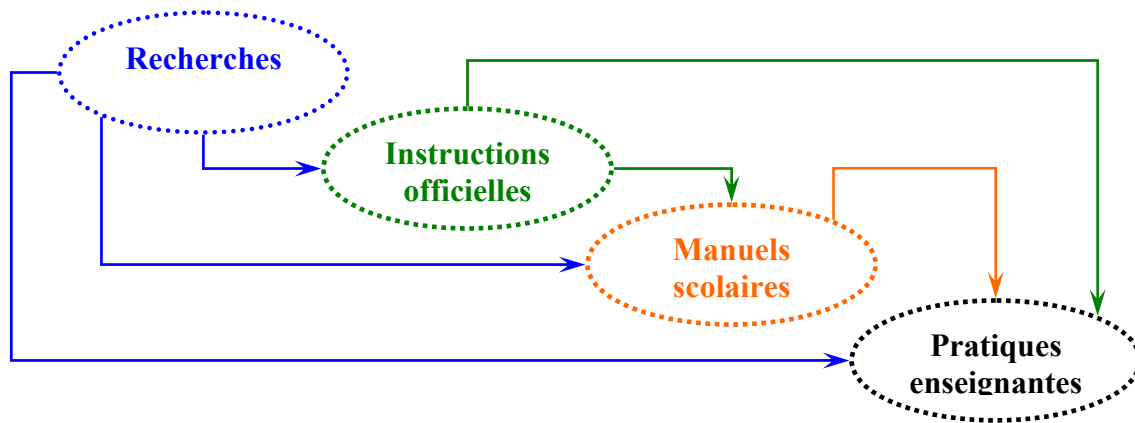 Recherches
Instructions
officielles
Manuels
scolaires
Pratiques
enseignantes